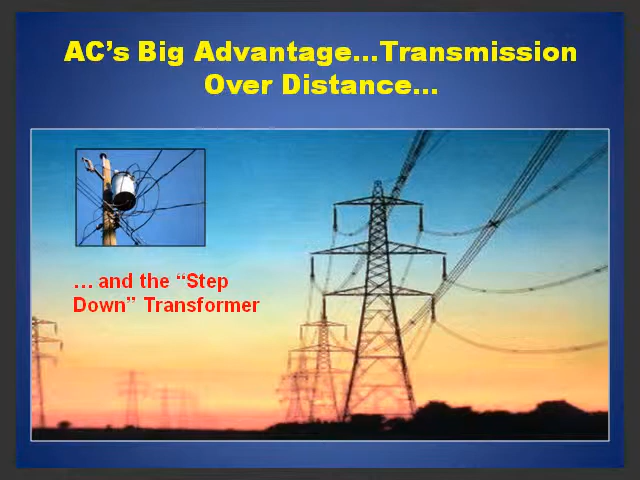 AC's Big Advantage...Transmission
Over Distance...
... and the “Step
Down” Transformer